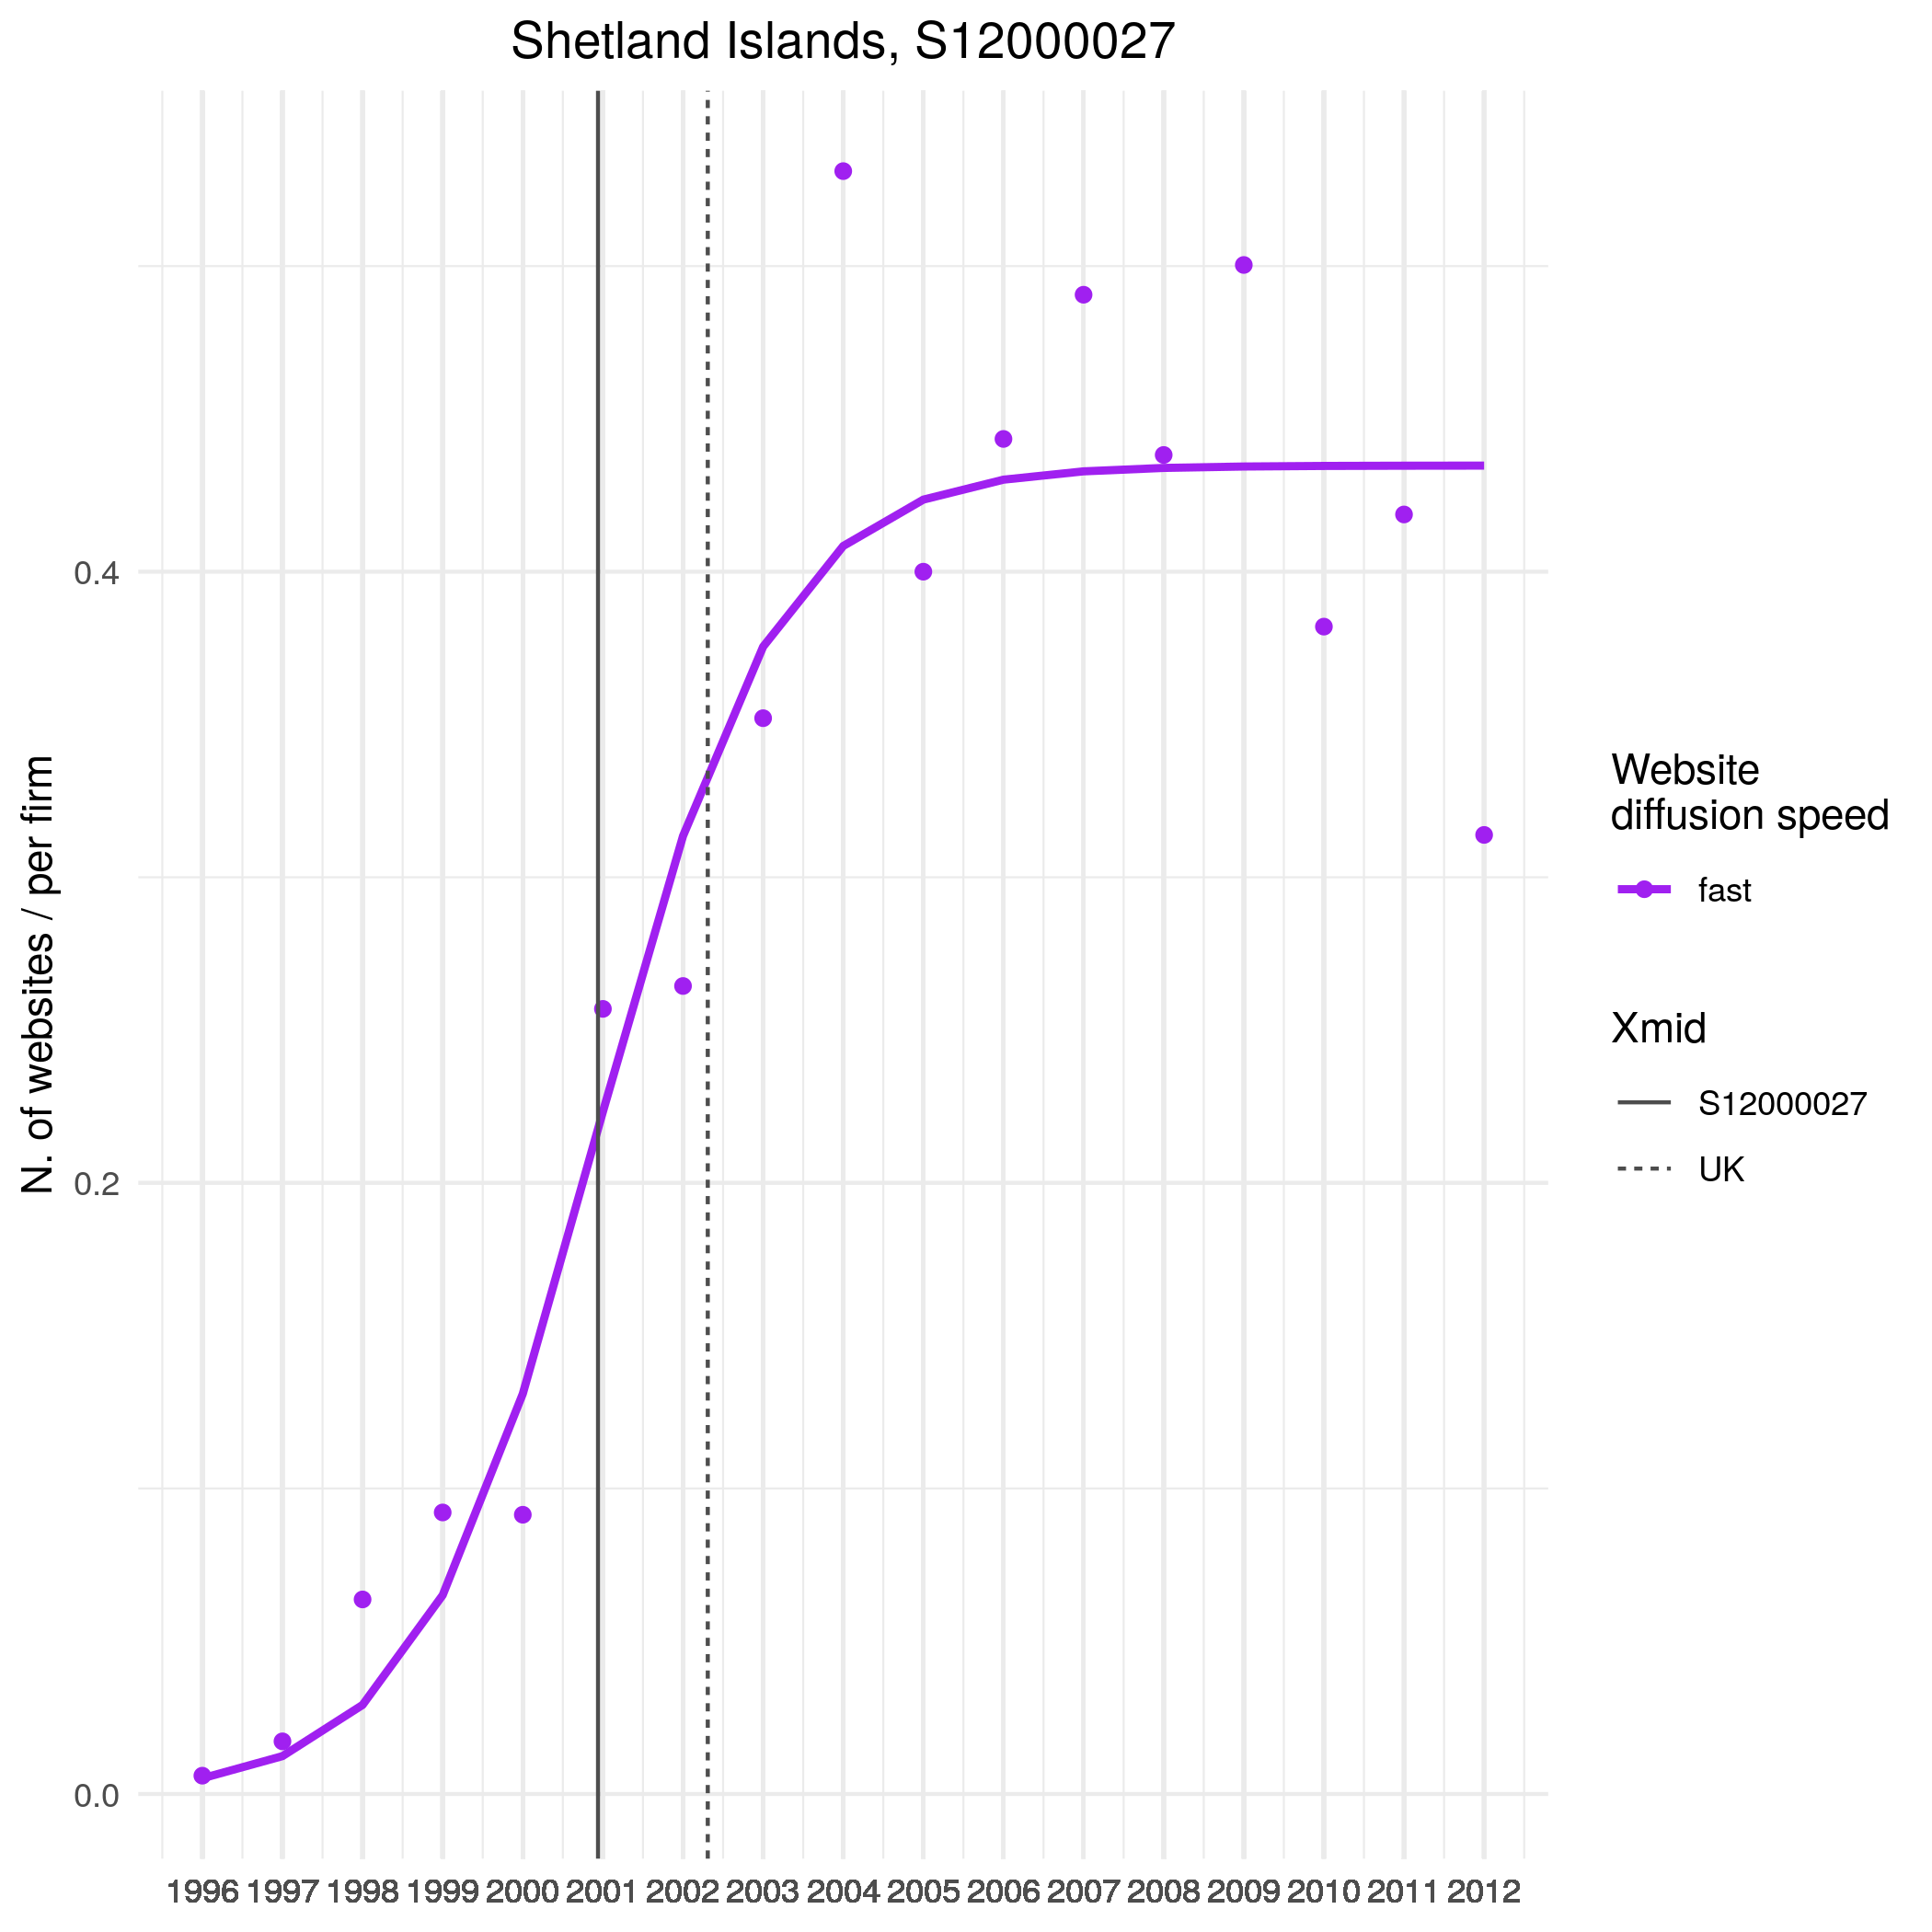 Shetland Islands, S12000027
N. of websites / per firm
0.4
0.2
0.0
1996 1997 1998 1999 2000 2001 2002 2003 2004 2005 2006 2007 2008 2009 2010 2011 2012
Website
diffusion speed
fast
Xmid
S12000027
UK